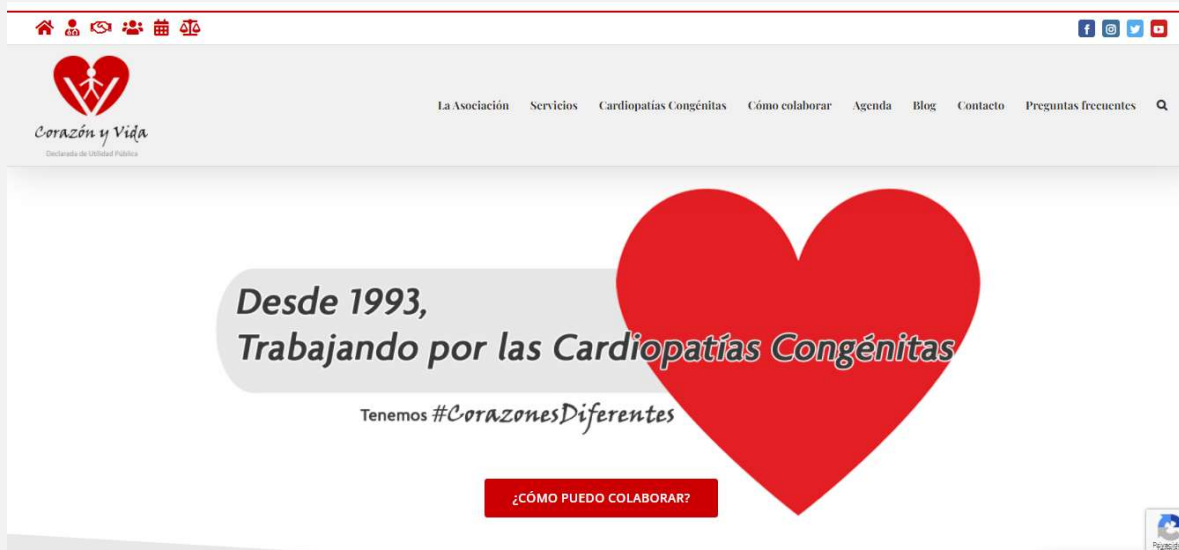 Corazón y Vida
Declarada de Utilidad Pública
La Asociación Servicios Cardiopatías Congénitas Cómo colaborar Agenda Blog Contacto Preguntas frecuentes
Desde 1993,
Trabajando por las Cardiopatías Congénitas
Tenemos #CorazonesDiferentes
¿CÓMO PUEDO COLABORAR?